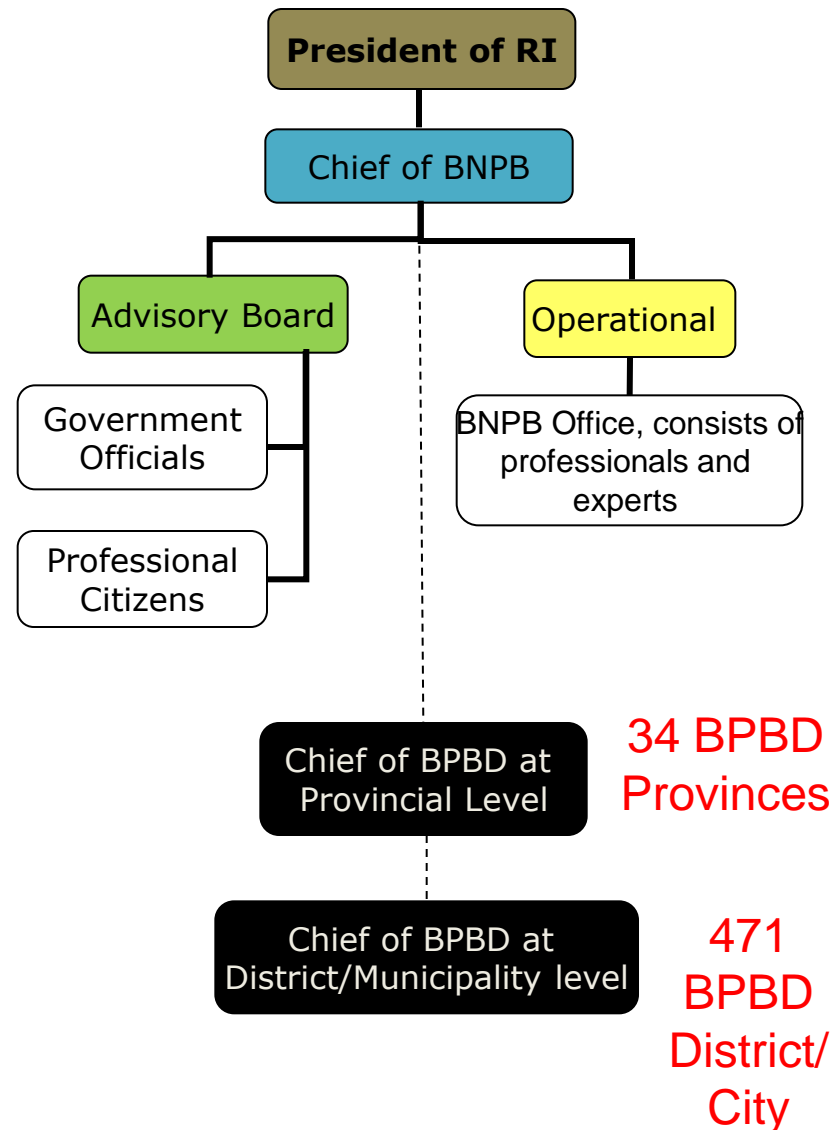 President of RI
Chief of BNPB
Advisory Board
Operational
Government
Officials
BNPB Office, consists of
professionals and
experts
Professional
Citizens
Chief of BPBD at
Provincial Level
34 BPBD
Provinces
Chief of BPBD at
District/Municipality level
471
BPBD
District/
City